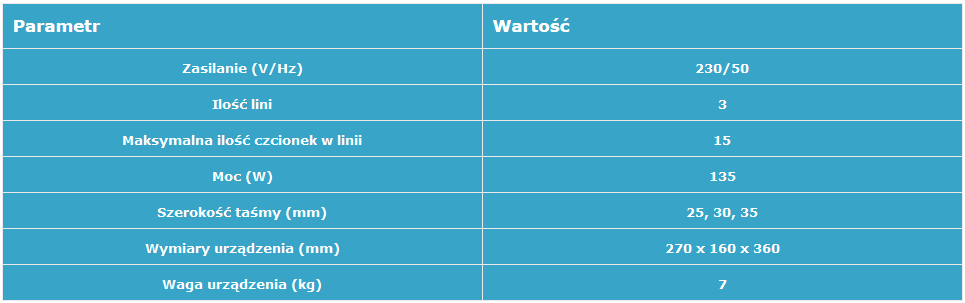 Parametr Wartość
Zasilanie (V/Hz) 230/50
Ilość lini 3
Maksymalna ilość czcionek w linii 15
Moc (W) 135
Szerokość taśmy (mm) 25, 30, 35
Wymiary urządzenia (mm) 270 x 160 x 360
Waga urządzenia (kg) 7